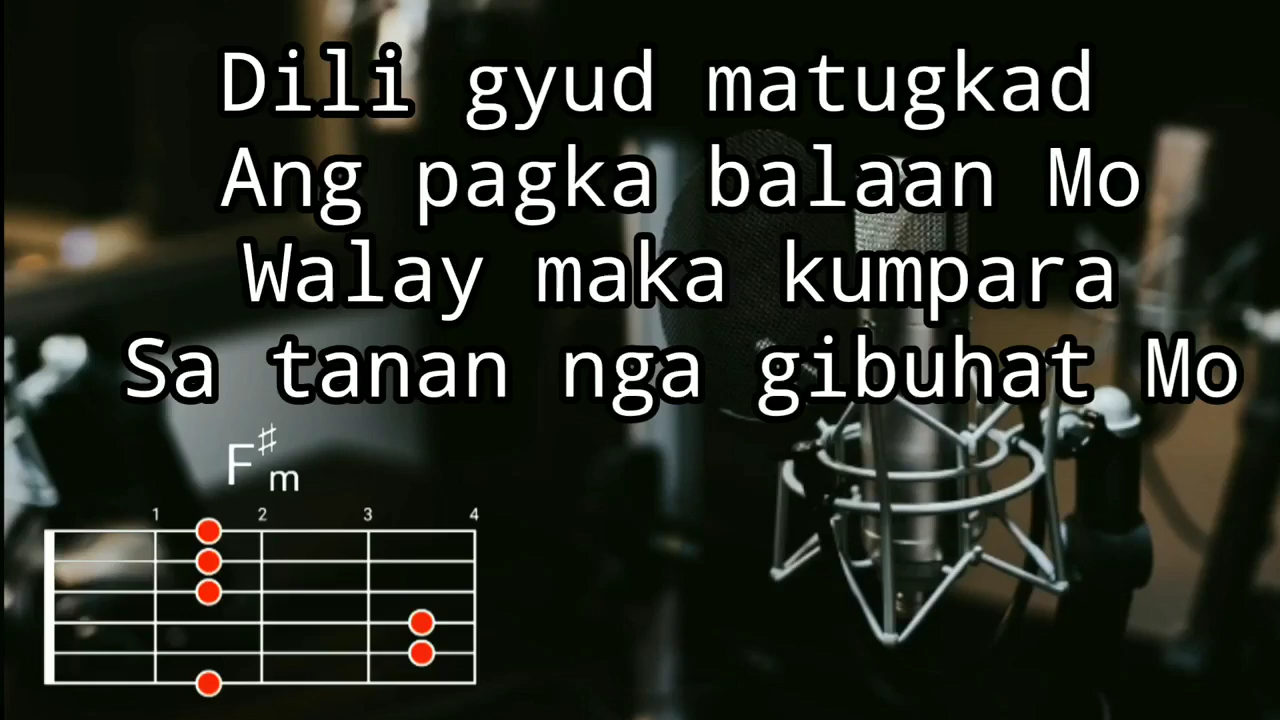 Dili gyud matugkad
Ang pagka balaan Mo
Walay maka kumpara
Sa tanan nga gibuhat Mo
F♯m
1 2 3 4